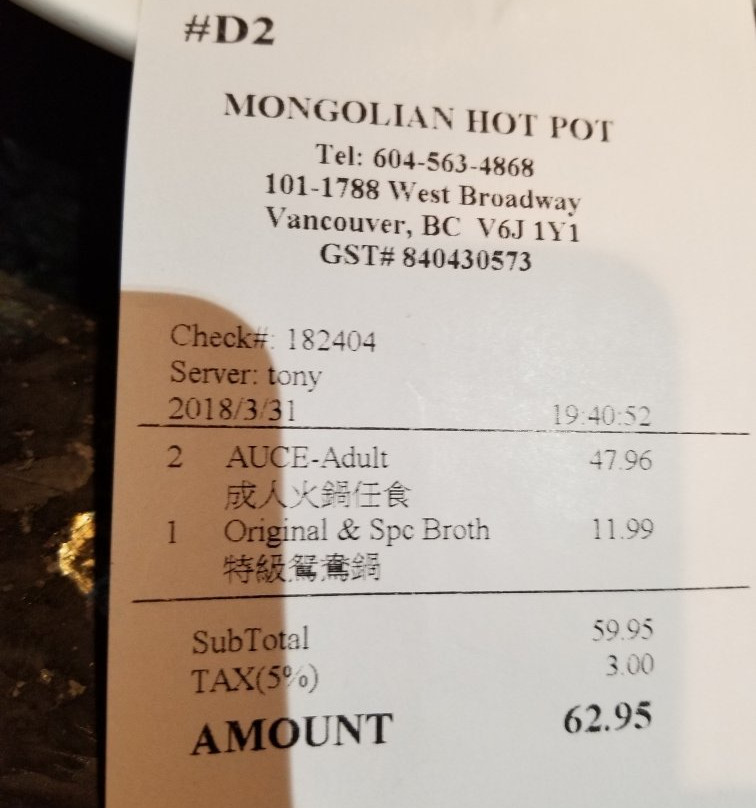 #D2
MONGOLIAN HOT POT
Tel: 604-563-4868
101-1788 West Broadway
Vancouver, BC V6J 1Y1
GST# 840430573
Check#: 182404
Server: tony
2018/3/31 19:40:52
2 AUCE-Adult 47.96
成人火鍋任食
1 Original & Spc Broth 11.99
特級鴛鴦鍋
SubTotal 59.95
TAX(5%) 3.00
AMOUNT 62.95